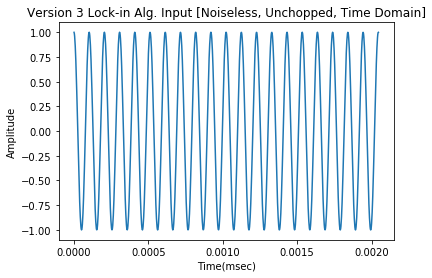 Version 3 Lock-in Alg. Input [Noiseless, Unchopped, Time Domain]
1.00
0.75
0.50
0.25
0.00
−0.25
−0.50
−0.75
−1.00
Amplitude
0.0000 0.0005 0.0010 0.0015 0.0020
Time(msec)